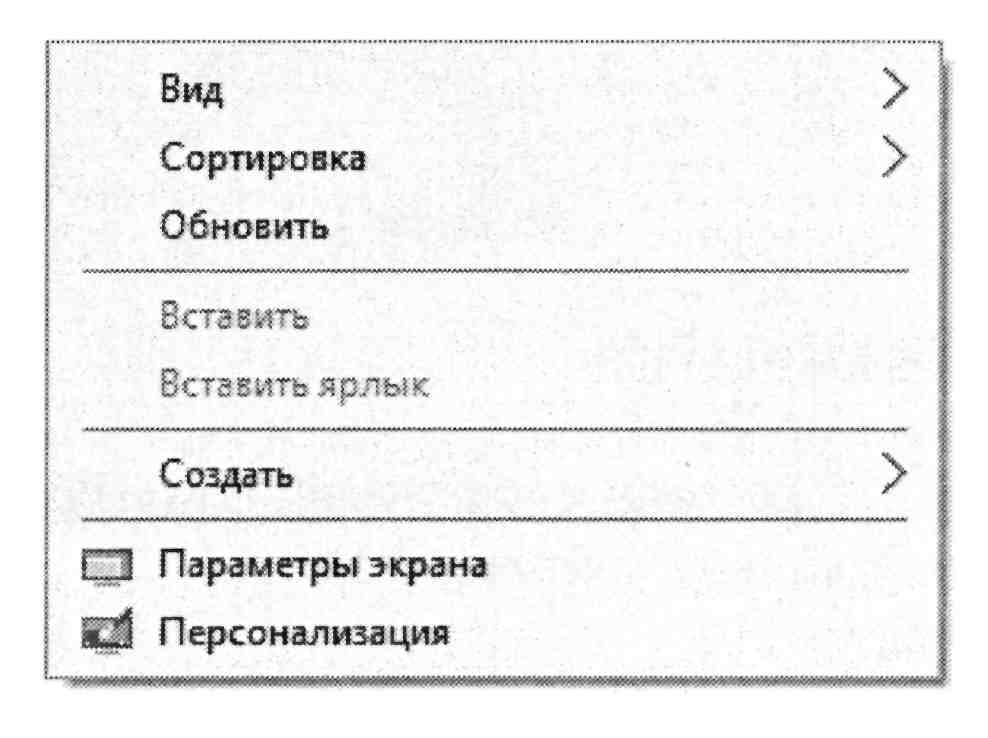 Вид
Сортировка
Обновить
Вставить
Вставить ярлык
Создать
Параметры экрана
Персонализация